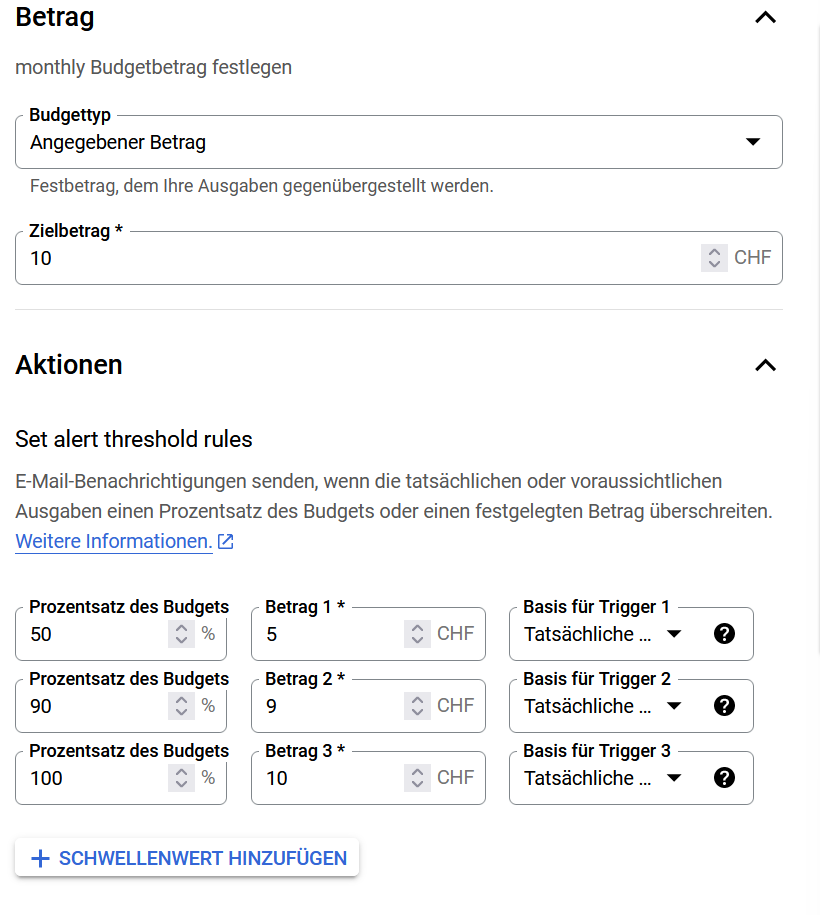 Betrag
monthly Budgetbetrag festlegen
Budgettyp
Angegebener Betrag
Festbetrag, dem Ihre Ausgaben gegenübergestellt werden.
Zielbetrag *
10 CHF
Aktionen
Set alert threshold rules
E-Mail-Benachrichtigungen senden, wenn die tatsächlichen oder voraussichtlichen
Ausgaben einen Prozentsatz des Budgets oder einen festgelegten Betrag überschreiten.
Weitere Informationen.
Prozentsatz des Budgets Betrag 1 * Basis für Trigger 1
50 % 5 CHF Tatsächliche ...
Prozentsatz des Budgets Betrag 2 * Basis für Trigger 2
90 % 9 CHF Tatsächliche ...
Prozentsatz des Budgets Betrag 3 * Basis für Trigger 3
100 % 10 CHF Tatsächliche ...
+ SCHWELLENWERT HINZUFÜGEN